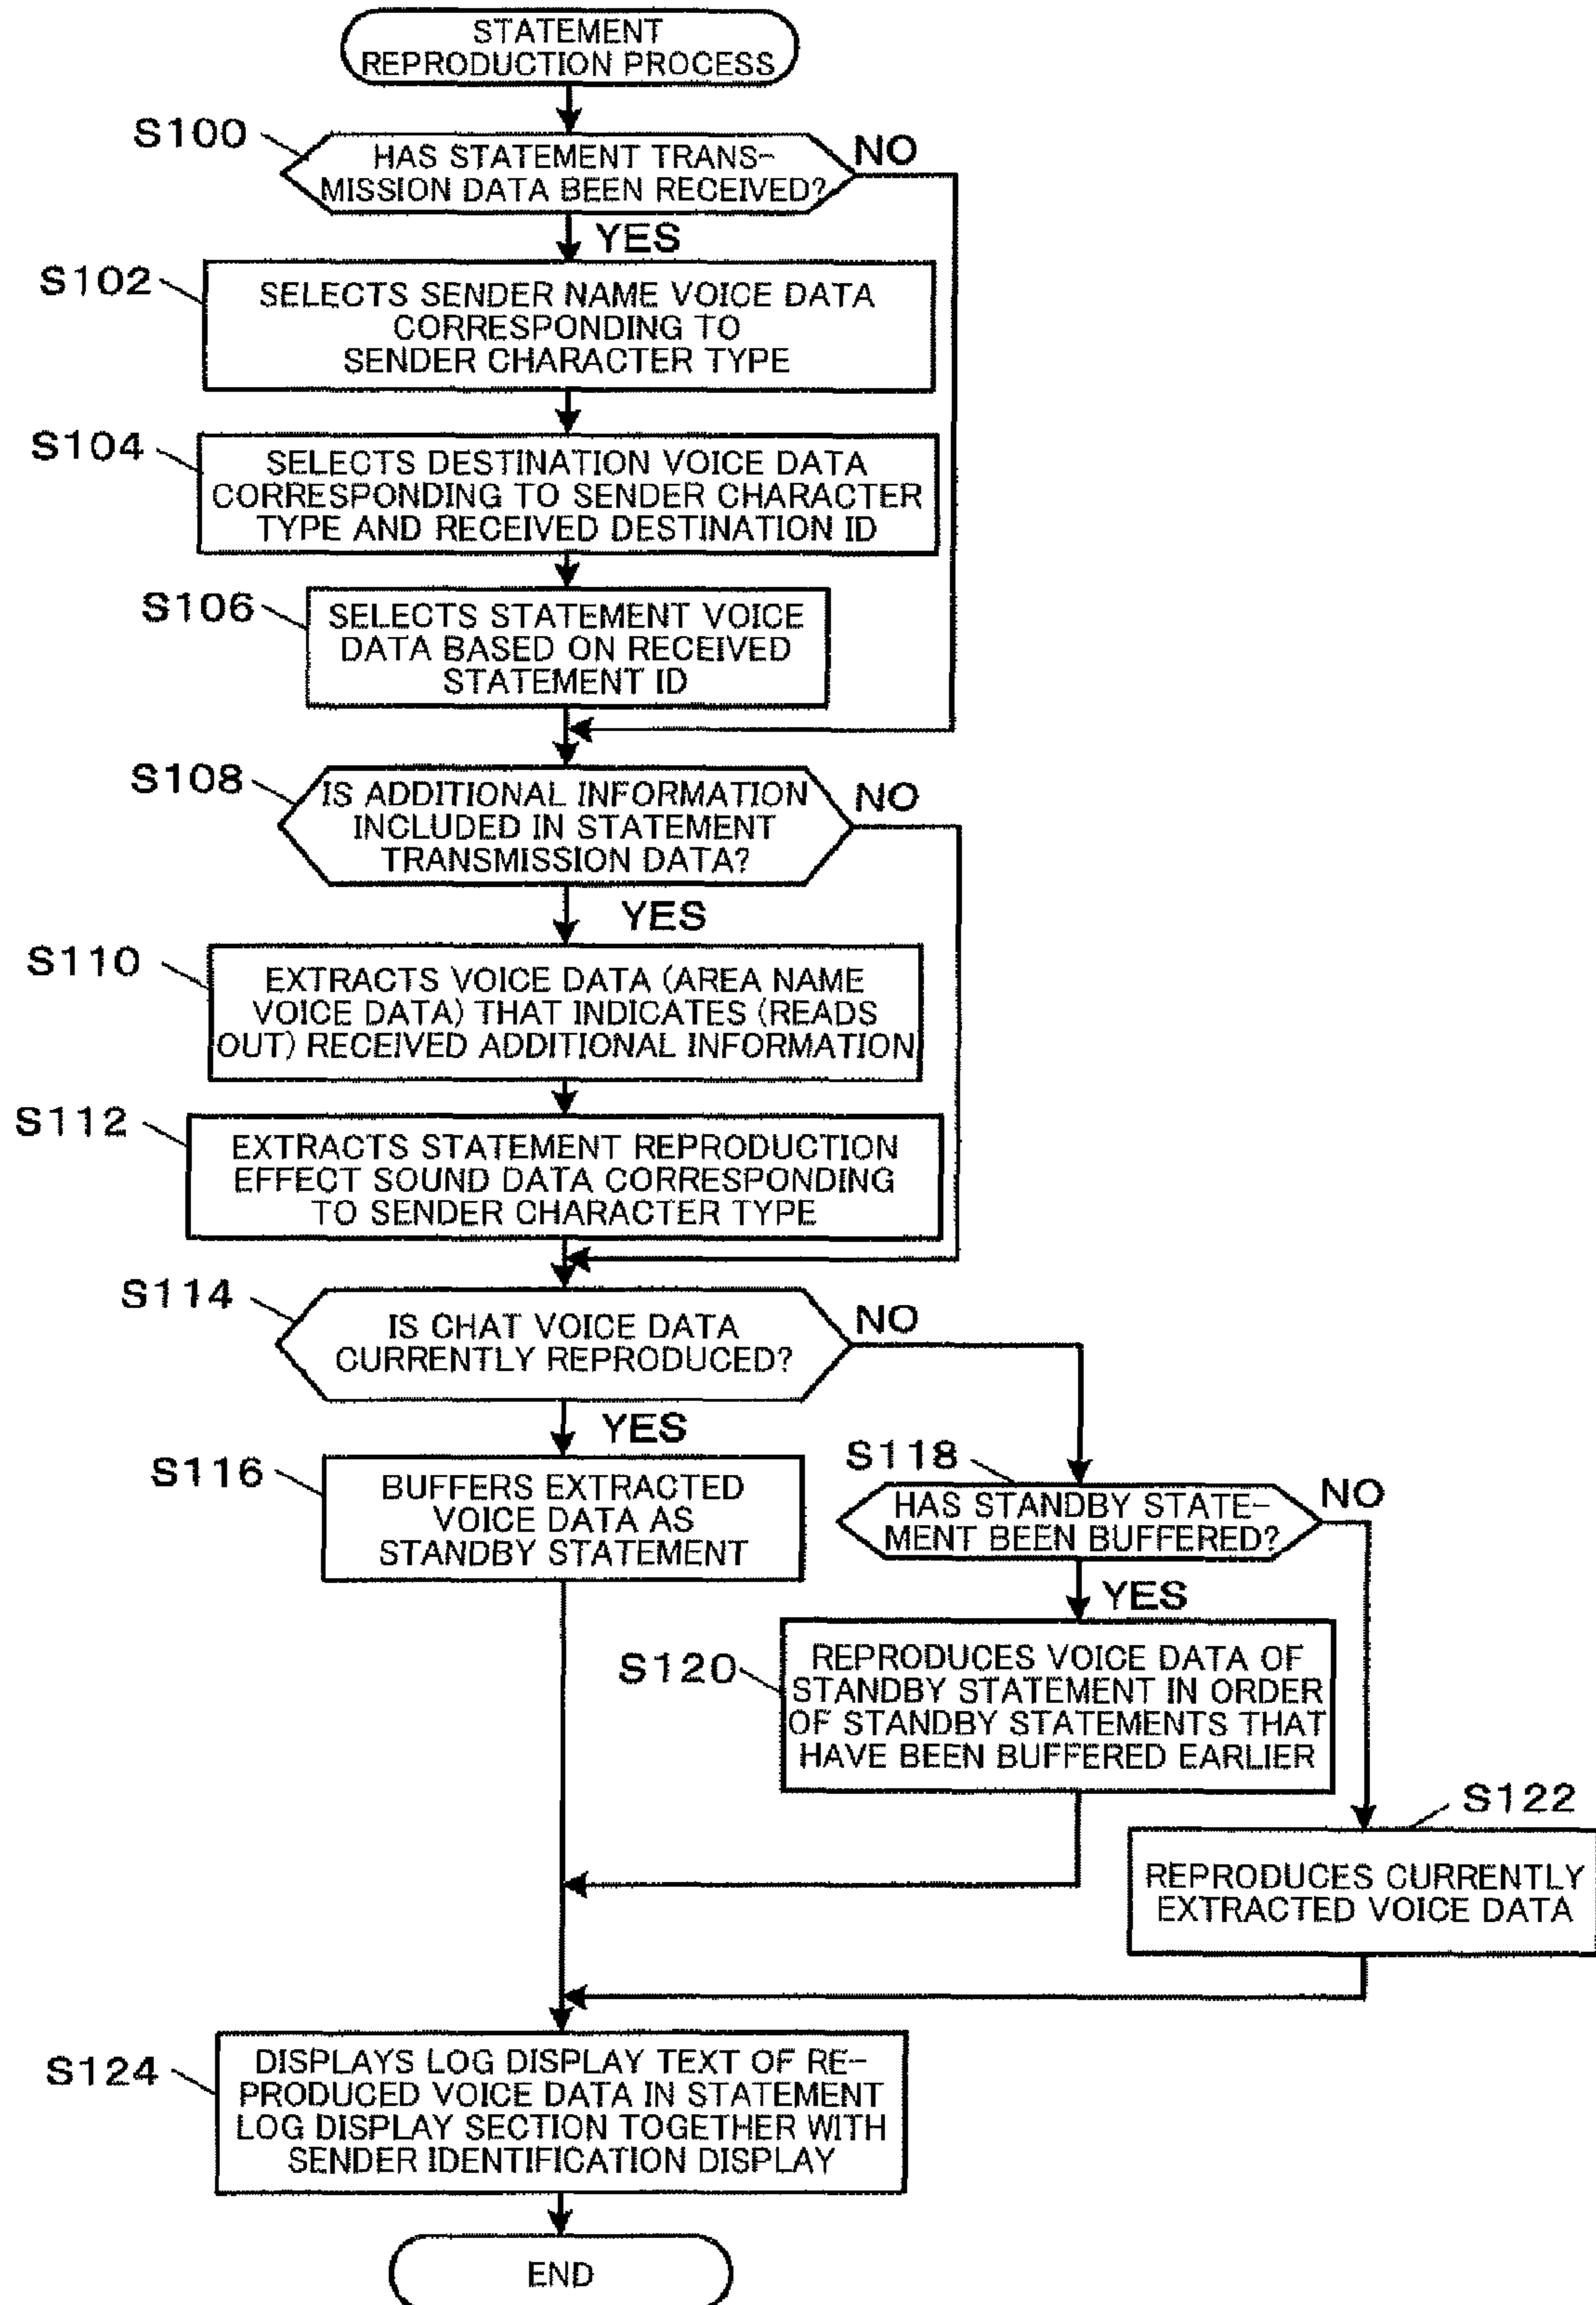 STATEMENT
REPRODUCTION PROCESS
S100
HAS STATEMENT TRANS-
MISSION DATA BEEN RECEIVED?
NO
YES
S102
SELECTS SENDER NAME VOICE DATA
CORRESPONDING TO
SENDER CHARACTER TYPE
S104
SELECTS DESTINATION VOICE DATA
CORRESPONDING TO SENDER CHARACTER
TYPE AND RECEIVED DESTINATION ID
S106
SELECTS STATEMENT VOICE
DATA BASED ON RECEIVED
STATEMENT ID
S108
IS ADDITIONAL INFORMATION
INCLUDED IN STATEMENT
TRANSMISSION DATA?
NO
YES
S110
EXTRACTS VOICE DATA (AREA NAME
VOICE DATA) THAT INDICATES (READS
OUT) RECEIVED ADDITIONAL INFORMATION
S112
EXTRACTS STATEMENT REPRODUCTION
EFFECT SOUND DATA CORRESPONDING
TO SENDER CHARACTER TYPE
S114
IS CHAT VOICE DATA
CURRENTLY REPRODUCED?
NO
YES
S116
BUFFERS EXTRACTED
VOICE DATA AS
STANDBY STATEMENT
S118
HAS STANDBY STATE-
MENT BEEN BUFFERED?
NO
YES
S120
REPRODUCES VOICE DATA OF
STANDBY STATEMENT IN ORDER
OF STANDBY STATEMENTS THAT
HAVE BEEN BUFFERED EARLIER
S122
REPRODUCES CURRENTLY
EXTRACTED VOICE DATA
S124
DISPLAYS LOG DISPLAY TEXT OF RE-
PRODUCED VOICE DATA IN STATEMENT
LOG DISPLAY SECTION TOGETHER WITH
SENDER IDENTIFICATION DISPLAY
END